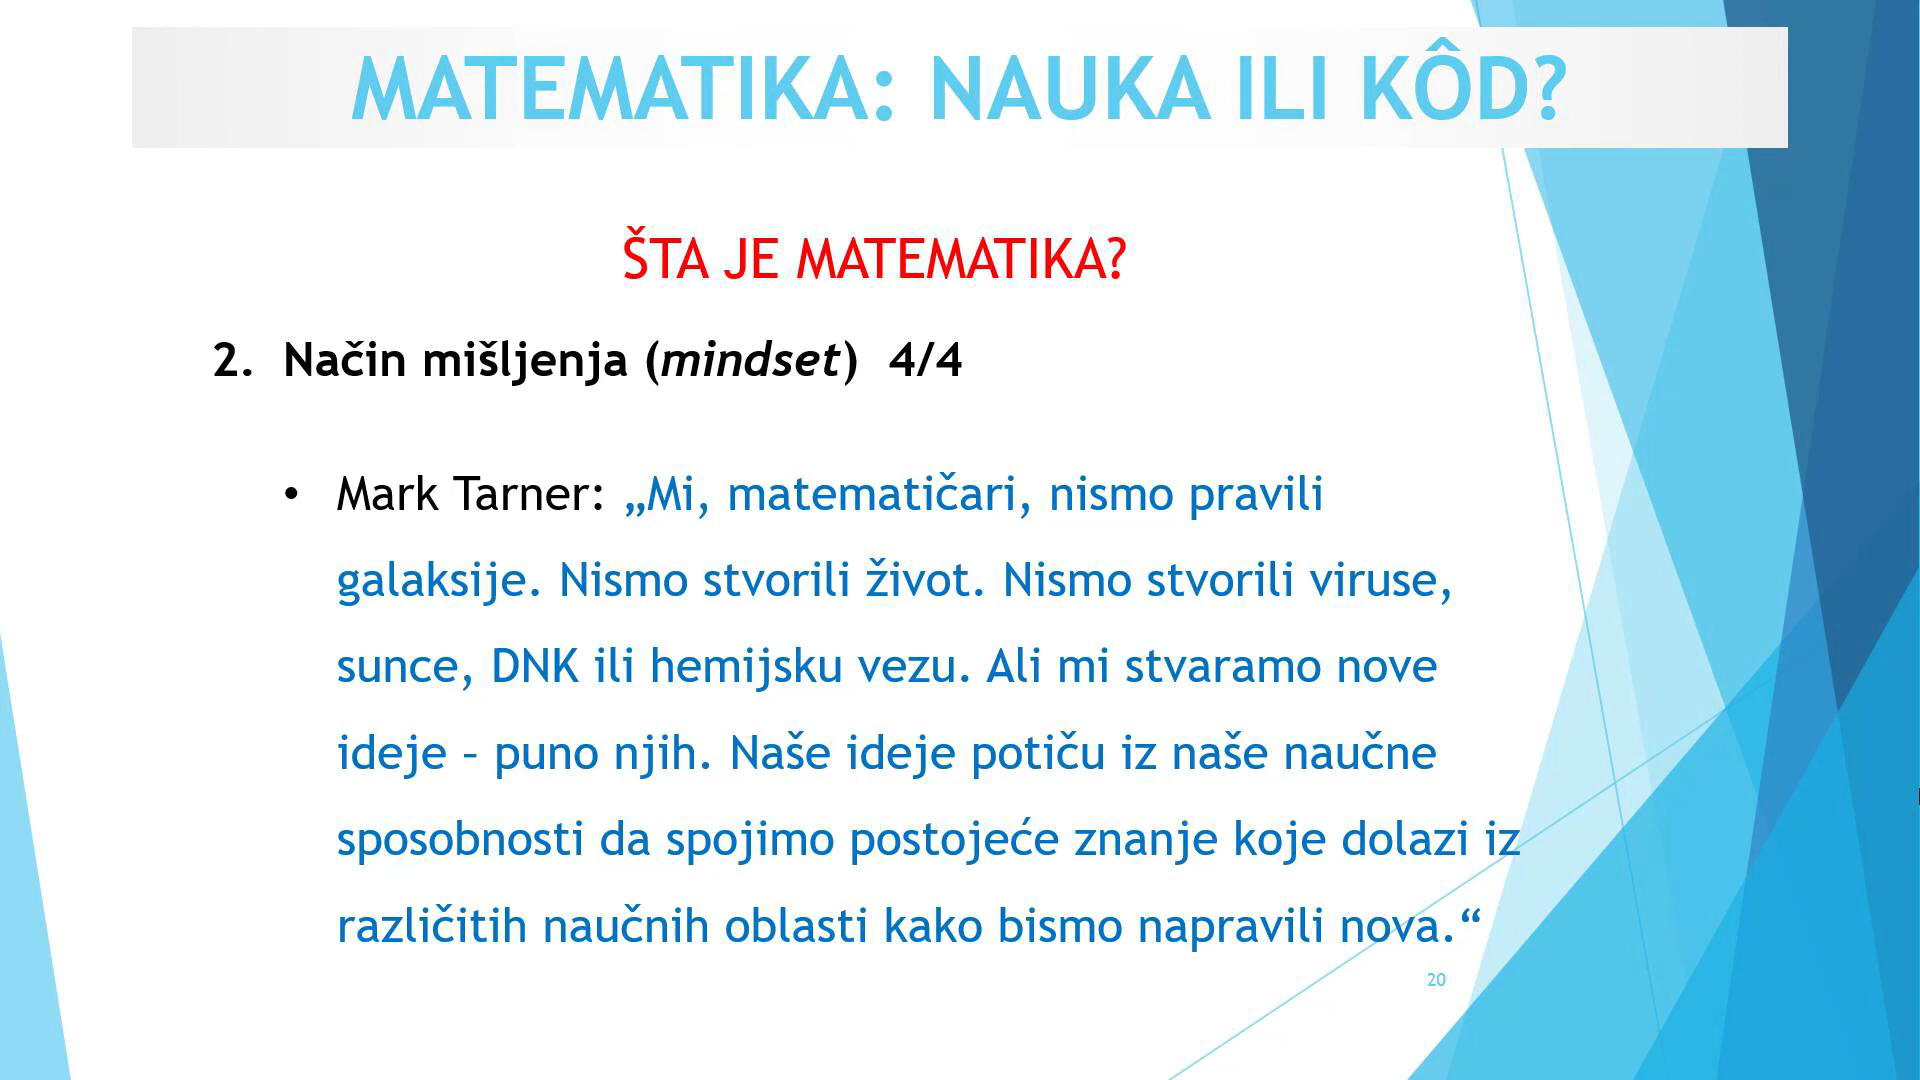 MATEMATIKA: NAUKA ILI KÔD?
ŠTA JE MATEMATIKA?
2. Način mišljenja (mindset) 4/4
• Mark Tarner: „Mi, matematičari, nismo pravili
galaksije. Nismo stvorili život. Nismo stvorili viruse,
sunce, DNK ili hemijsku vezu. Ali mi stvaramo nove
ideje – puno njih. Naše ideje potiču iz naše naučne
sposobnosti da spojimo postojeće znanje koje dolazi iz
različitih naučnih oblasti kako bismo napravili nova.“
20